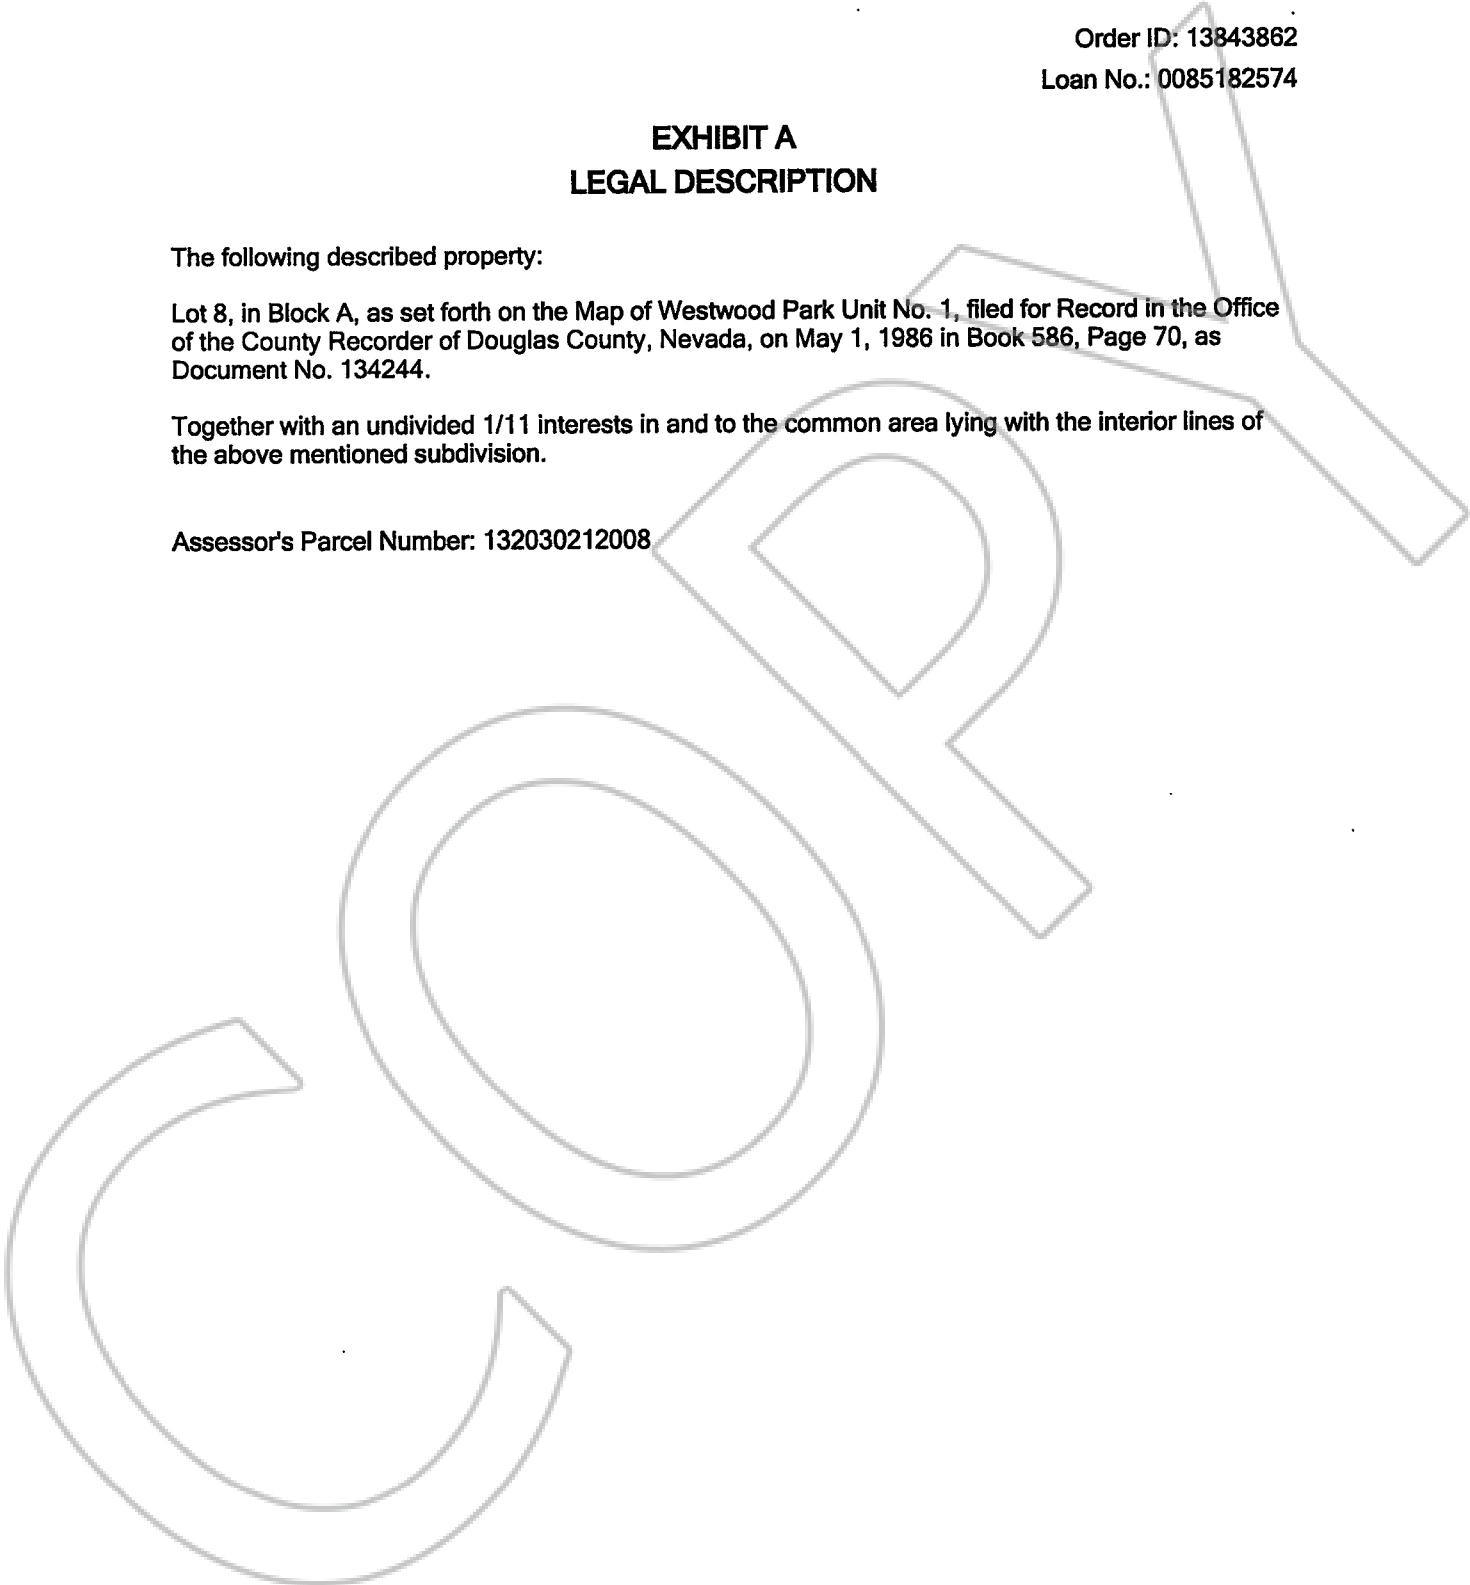 Order ID: 13843862
Loan No.: 0085182574
EXHIBIT A
LEGAL DESCRIPTION
The following described property:
Lot 8, in Block A, as set forth on the Map of Westwood Park Unit No. 1, filed for Record in the Office
of the County Recorder of Douglas County, Nevada, on May 1, 1986 in Book 586, Page 70, as
Document No. 134244.
Together with an undivided 1/11 interests in and to the common area lying with the interior lines of
the above mentioned subdivision.
Assessor's Parcel Number: 132030212008
COPY